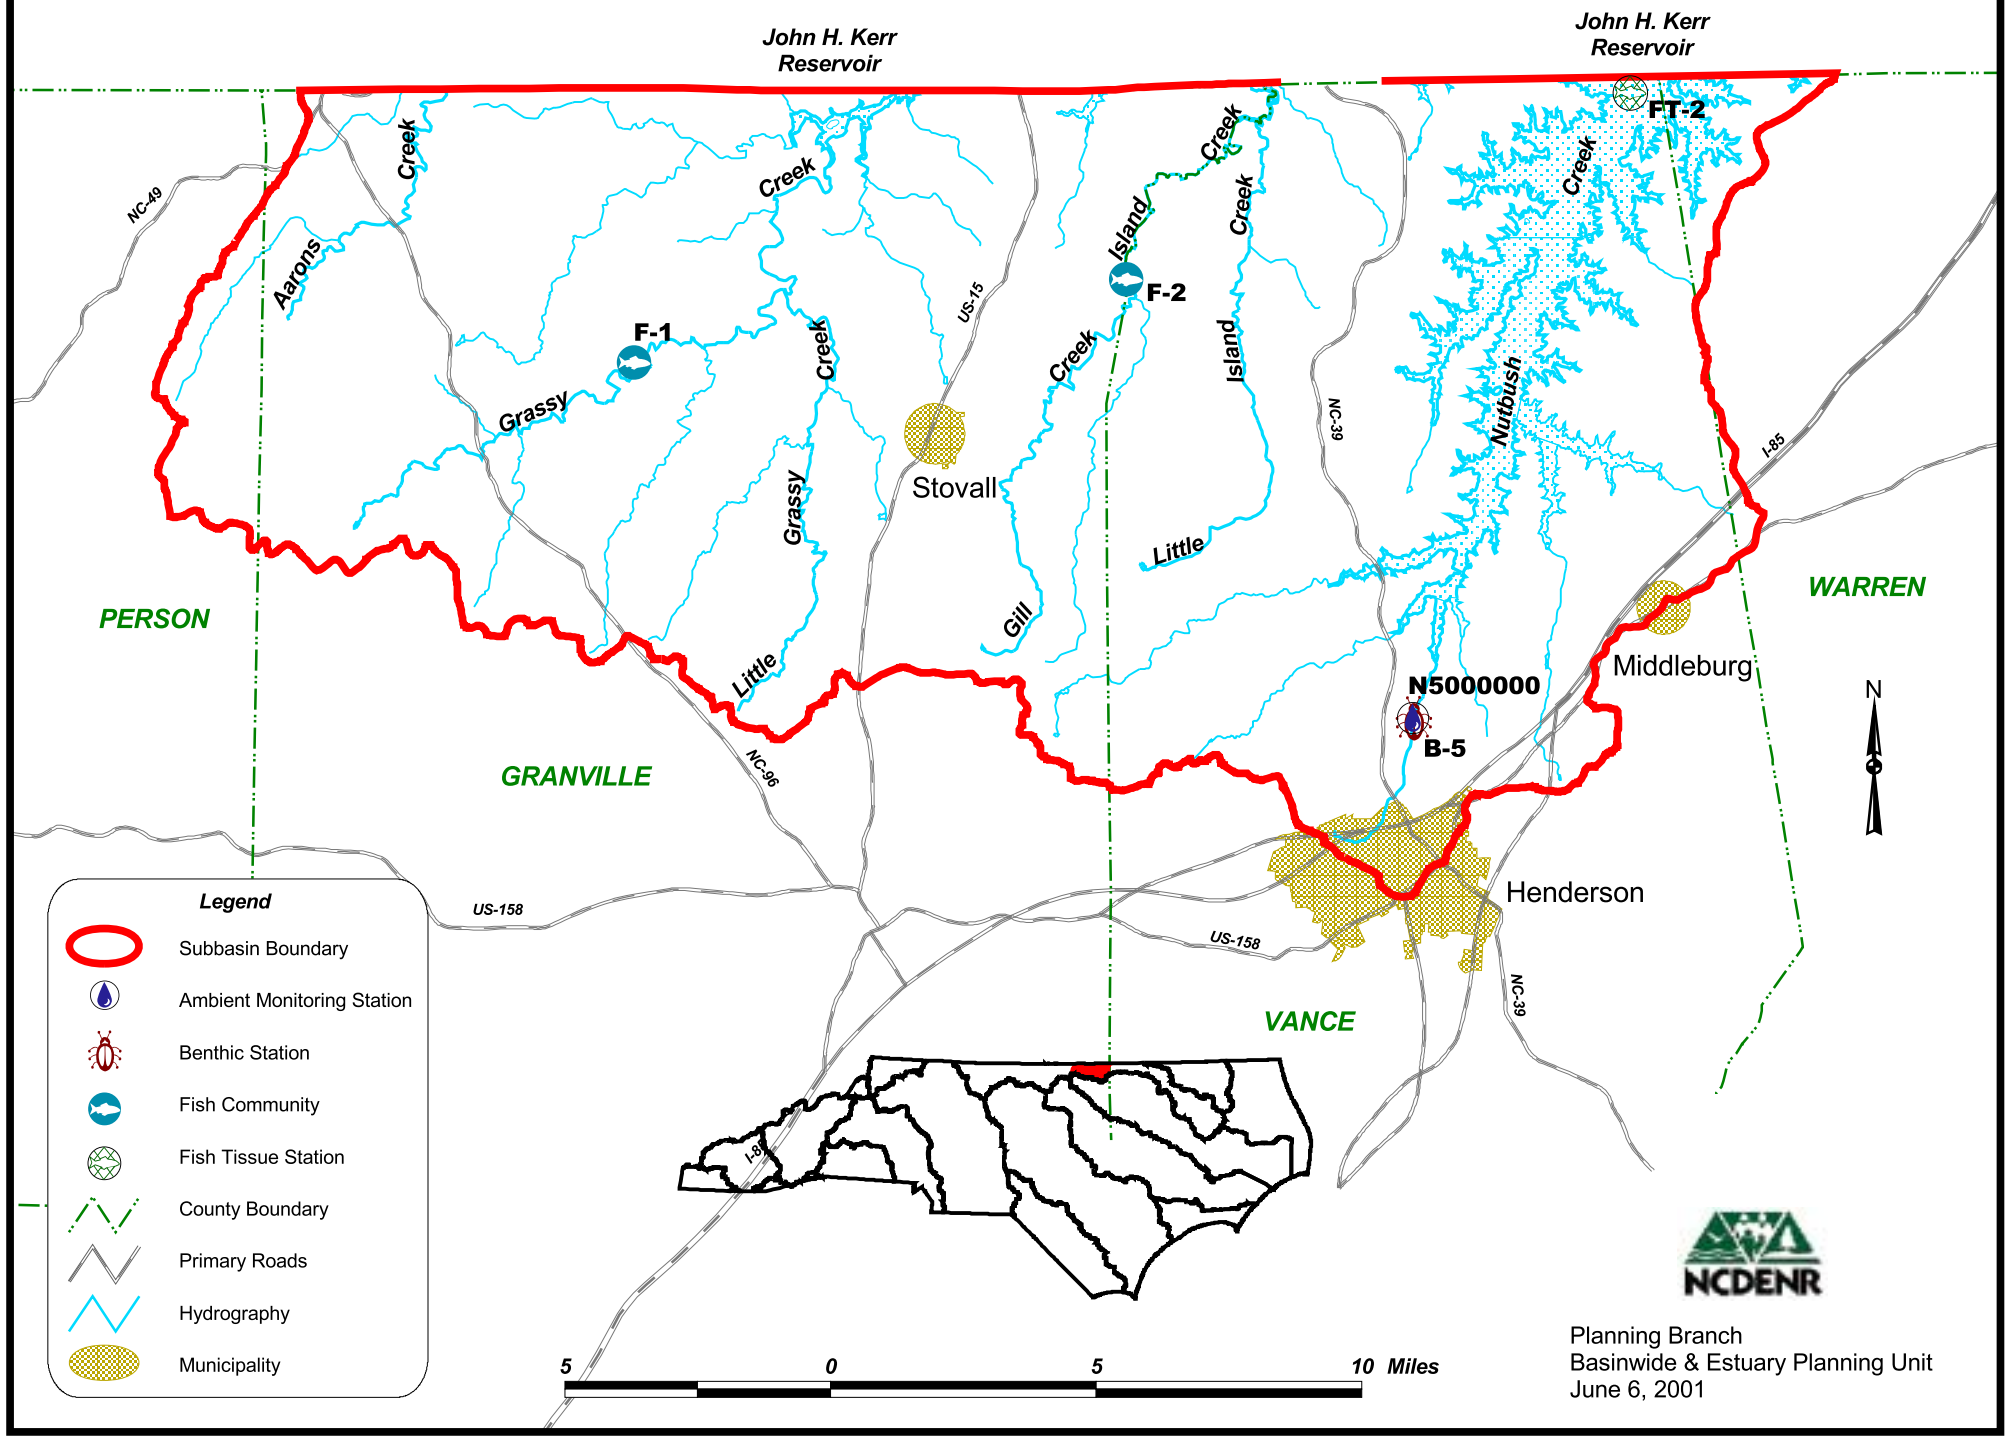 John H. Kerr
Reservoir
John H. Kerr
Reservoir
FT-2
Creek
Creek
Creek
Creek
Creek
NC-49
Aarons
Island
F-2
US-15
F-1
Creek
Creek
Island
Grassy
Nutbush
NC-39
I-85
Stovall
Grassy
Little
PERSON
WARREN
Gill
Middleburg
Little
N5000000
B-5
N
GRANVILLE
NC-96
Henderson
US-158
US-158
NC-39
VANCE
Legend
Subbasin Boundary
Ambient Monitoring Station
Benthic Station
Fish Community
Fish Tissue Station
County Boundary
Primary Roads
Hydrography
Municipality
I-85
5 0 5 10 Miles
NCDENR
Planning Branch
Basinwide & Estuary Planning Unit
June 6, 2001